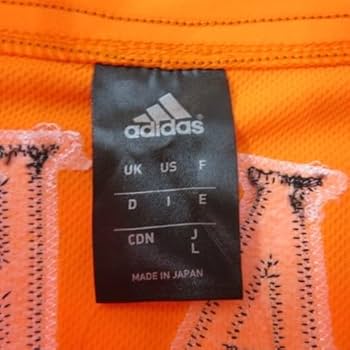 adidas
UK US F
D I E
CDN J
L
MADE IN JAPAN